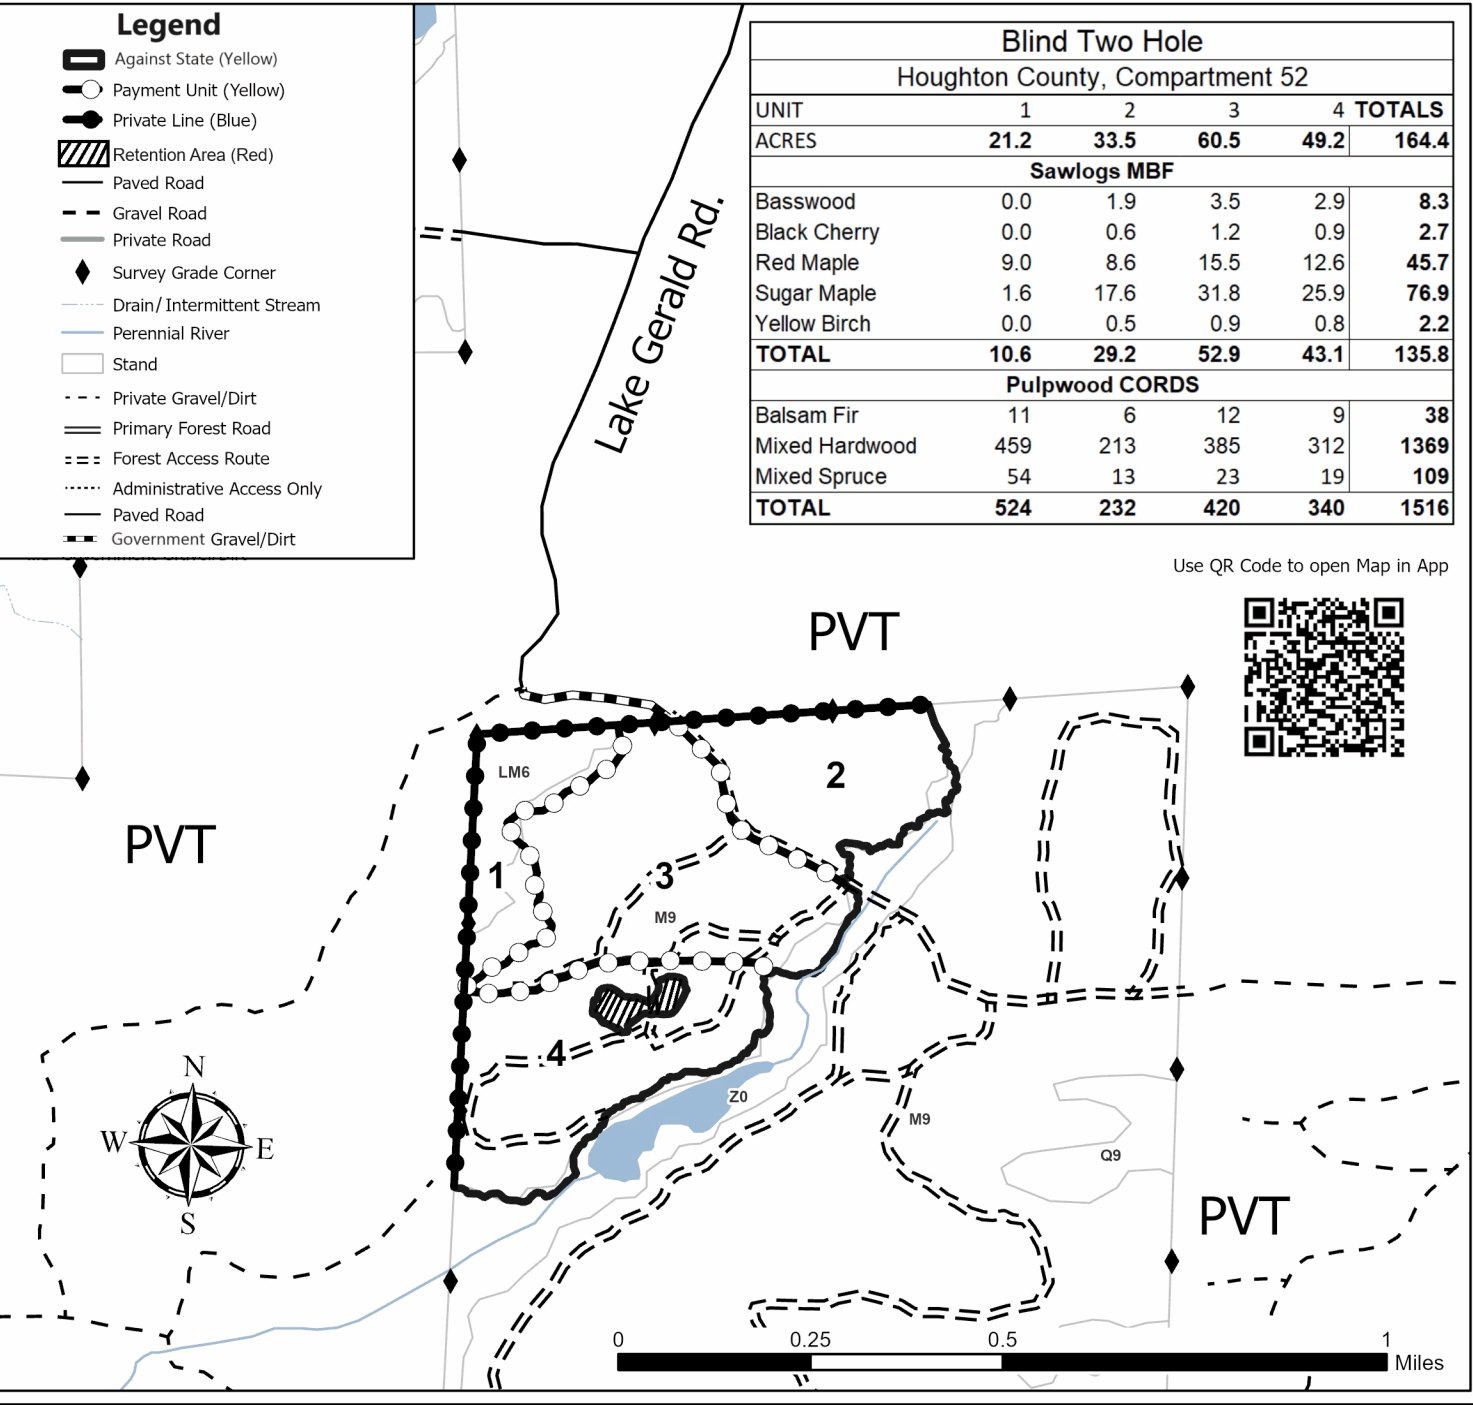 Legend
Against State (Yellow)
Payment Unit (Yellow)
Private Line (Blue)
Retention Area (Red)
Paved Road
Gravel Road
Private Road
Survey Grade Corner
Drain/ Intermittent Stream
Perennial River
Stand
Private Gravel/Dirt
Primary Forest Road
Forest Access Route
Administrative Access Only
Paved Road
Government Gravel/Dirt
Blind Two Hole
Houghton County, Compartment 52
UNIT 1 2 3 4 TOTALS
ACRES 21.2 33.5 60.5 49.2 164.4
Sawlogs MBF
Basswood 0.0 1.9 3.5 2.9 8.3
Black Cherry 0.0 0.6 1.2 0.9 2.7
Red Maple 9.0 8.6 15.5 12.6 45.7
Sugar Maple 1.6 17.6 31.8 25.9 76.9
Yellow Birch 0.0 0.5 0.9 0.8 2.2
TOTAL 10.6 29.2 52.9 43.1 135.8
Pulpwood CORDS
Balsam Fir 11 6 12 9 38
Mixed Hardwood 459 213 385 312 1369
Mixed Spruce 54 13 23 19 109
TOTAL 524 232 420 340 1516
Lake Gerald Rd.
Use QR Code to open Map in App
PVT
LM6
2
PVT
1
3
M9
4
Z0
M9
Q9
PVT
N
W E
S
0 0.25 0.5 1
Miles